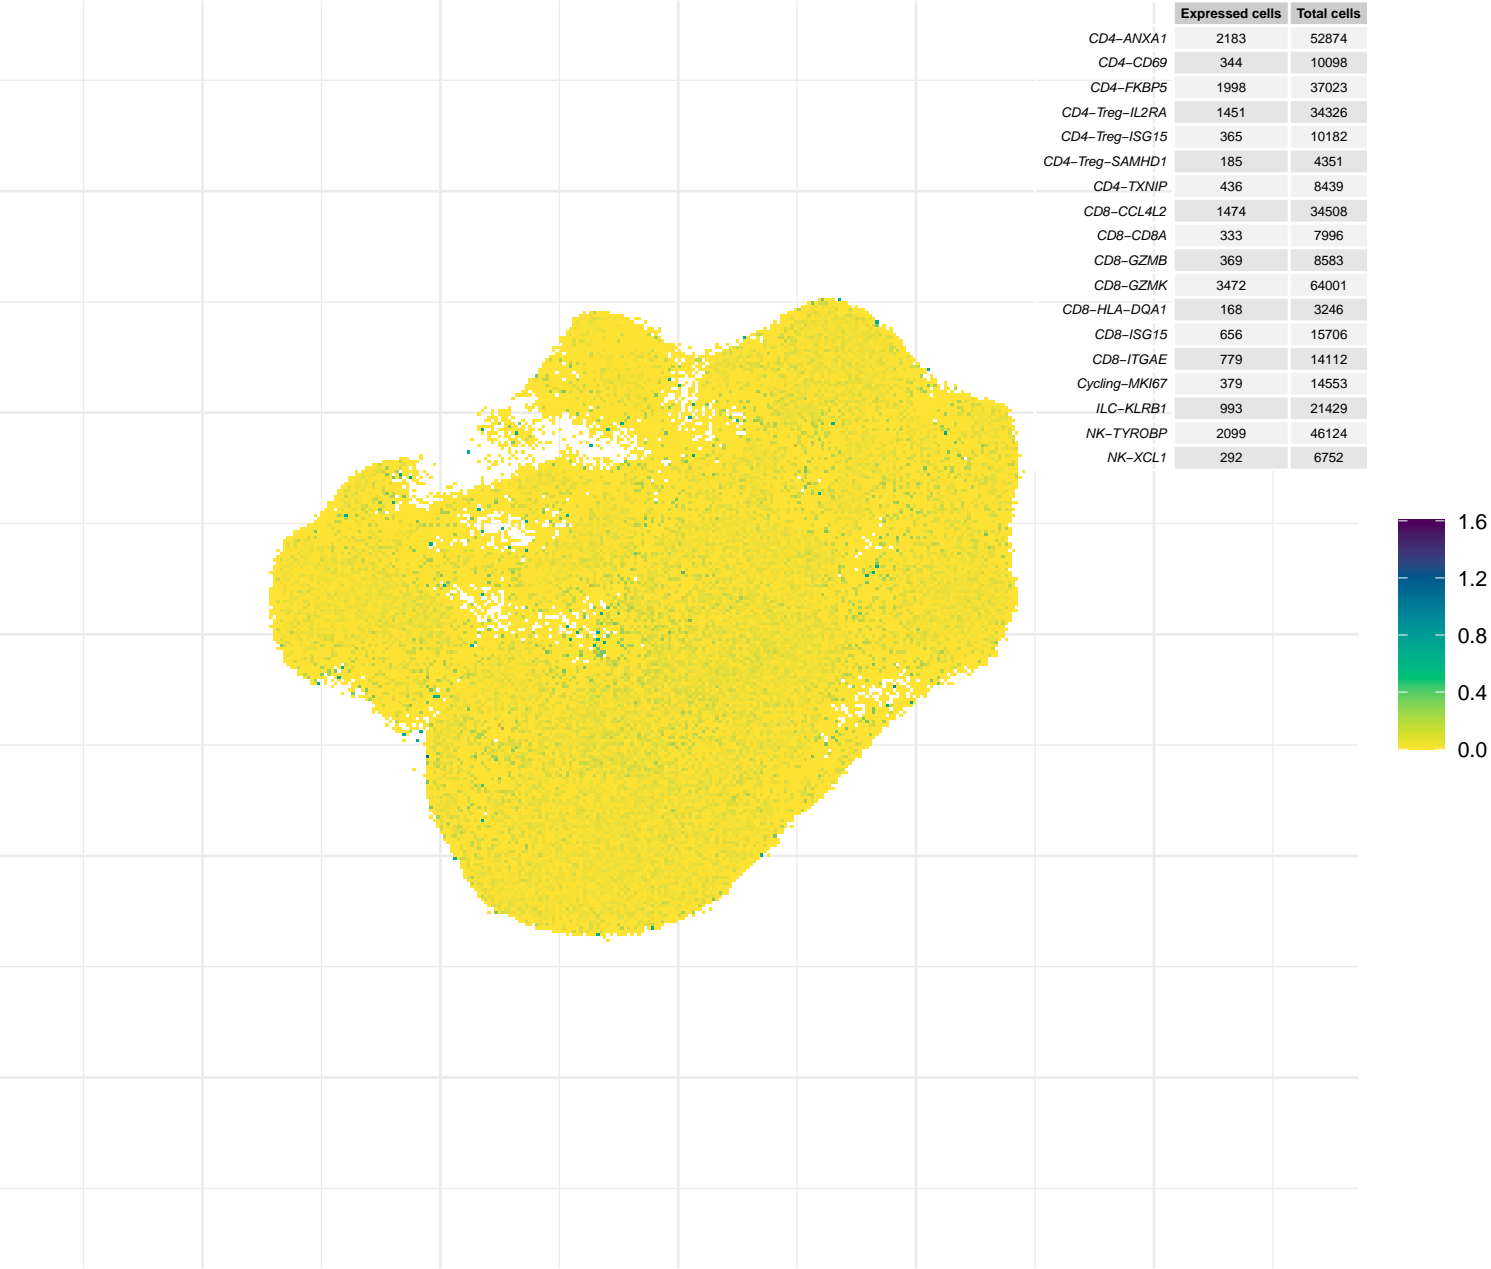 Expressed cells Total cells
CD4−ANXA1 2183 52874
CD4−CD69 344 10098
CD4−FKBP5 1998 37023
CD4−Treg−IL2RA 1451 34326
CD4−Treg−ISG15 365 10182
CD4−Treg−SAMHD1 185 4351
CD4−TXNIP 436 8439
CD8−CCL4L2 1474 34508
CD8−CD8A 333 7996
CD8−GZMB 369 8583
CD8−GZMK 3472 64001
CD8−HLA−DQA1 168 3246
CD8−ISG15 656 15706
CD8−ITGAE 779 14112
Cycling−MKI67 379 14553
ILC−KLRB1 993 21429
NK−TYROBP 2099 46124
NK−XCL1 292 6752
1.6
1.2
0.8
0.4
0.0